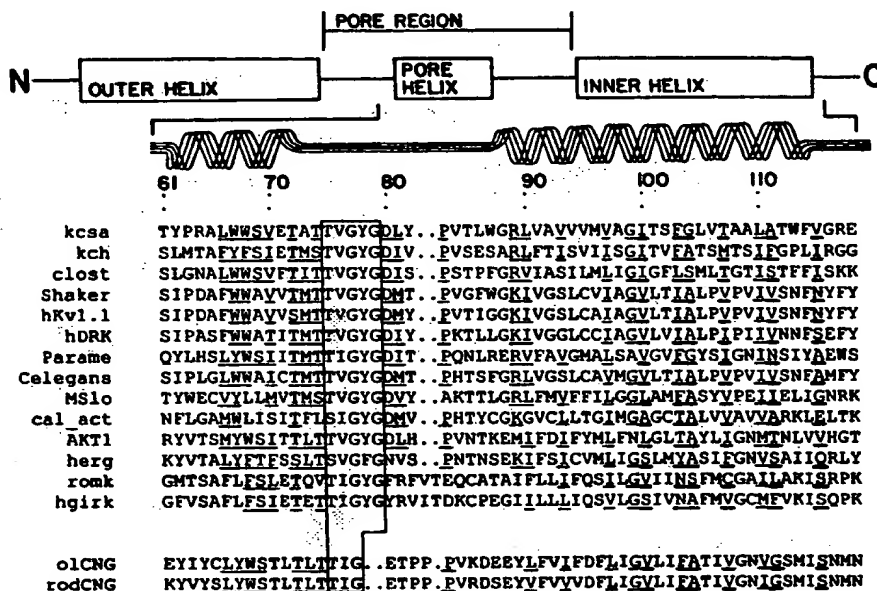 PORE REGION
N OUTER HELIX PORE HELIX INNER HELIX C
61 70 80 90 100 110
kcsa TYPRALWWSVETATTVGYGDLY..PVTLWGRLVAVVVMVAGITSFGLVTAALATWFVGRE
kch SLMTAFYFSIETMSTVGYGDIV..PVSESARLFTISVIISGITVFATSMTSIFGPLIRGG
clost SLGNALWWSVFTITTVGYGDIS..PSTPFGRVIASILMLIGIGFLSMLTGTISTFFISKK
Shaker SIPDAFWWAVVTMTTVGYGDMT..PVGFWGKIVGSLCVIAGVLTIALPVPVIVSNFNYFY
hKv1.1 SIPDAFWWAVVSMTTVGYGDMY..PVTIGGKIVGSLCAIAGVLTIALPVPVIVSNFNYFY
hDRK SIPASFWWATITMTTVGYGDIY..PKTLLGKIVGGLCCIAGVLVIALPIPIIVNNFSEFY
Parame QYLHSLYWSIITMTTIGYGDIT..PQNLRERVFAVGMALSAVGVFGYSIGNINSIYAEWS
Celegans SIPLGLWWAICTMTTVGYGDMT..PHTSFGRLVGSLCAVMGVLTIALPVPVIVSNFAMFY
MSlo TYWECVYLLMVTMSTVGYGDVY..AKTTLGRLFMVFFILGGLAMFASYVPEIIELIGNRK
cal_act NFLGAMWLISITFLSIGYGDMV..PHTYCGKGVCLLTGIMGAGCTALVVAVVARKLELTK
AKT1 RYVTSMYWSITTLTTVGYGDLH..PVNTKEMIFDIFYMLFNLGLTAYLIGNMTNLVVHGT
herg KYVTALYFTFSSLTSVGFGNVS..PNTNSEKIFSICVMLIGSLMYASIFGNVSAIIQRLY
romk GMTSAFLFSLETQVTIGYGFRFVTEQCATAIFLLIFQSILGVIINSFMCGAILAKISRPK
hgirk GFVSAFLFSIETETTIGYGYRVITDKCPEGIILLLIQSVLGSIVNAFMVGCMFVKISQPK
olCNG EYIYCLYWSTLTLTTIG..ETPP.PVKDEEYLFVIFDFLIGVLIFATIVGNVGSMISNMN
rodCNG KYVYSLYWSTLTLTTIG..ETPP.PVRDSEYVFVVVDFLIGVLIFATIVGNIGSMISNMN